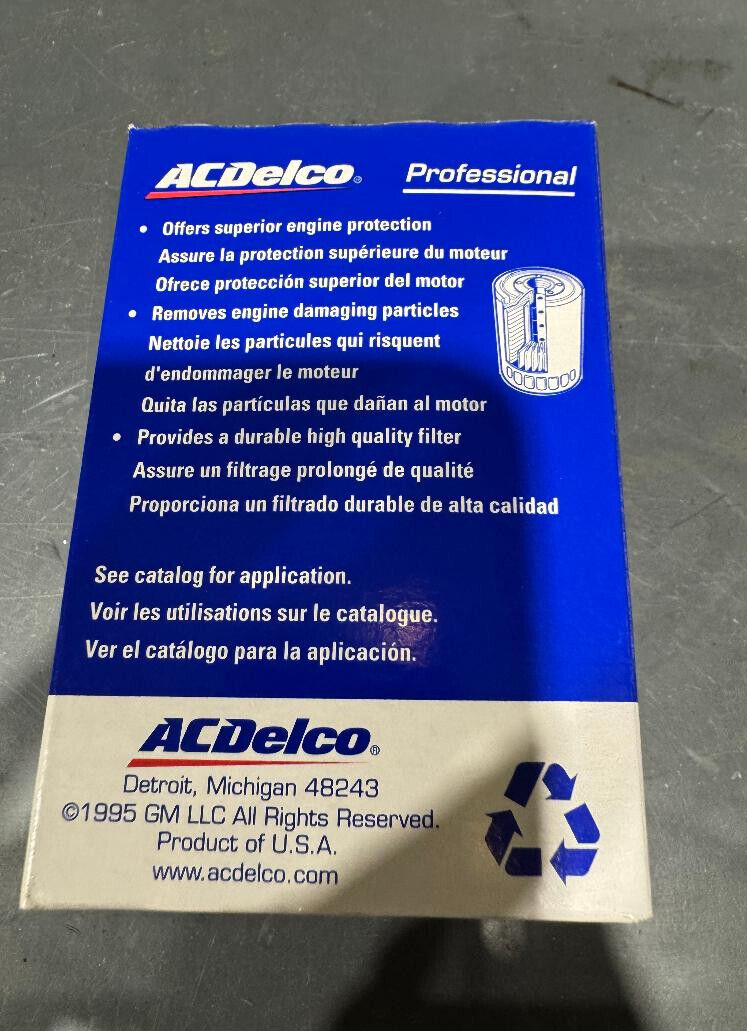 ACDelco®
Professional
• Offers superior engine protection
Assure la protection supérieure du moteur
Ofrece protección superior del motor
• Removes engine damaging particles
Nettoie les particules qui risquent
d'endommager le moteur
Quita las partículas que dañan al motor
• Provides a durable high quality filter
Assure un filtrage prolongé de qualité
Proporciona un filtrado durable de alta calidad
See catalog for application.
Voir les utilisations sur le catalogue.
Ver el catálogo para la aplicación.
ACDelco®
Detroit, Michigan 48243
©1995 GM LLC All Rights Reserved.
Product of U.S.A.
www.acdelco.com